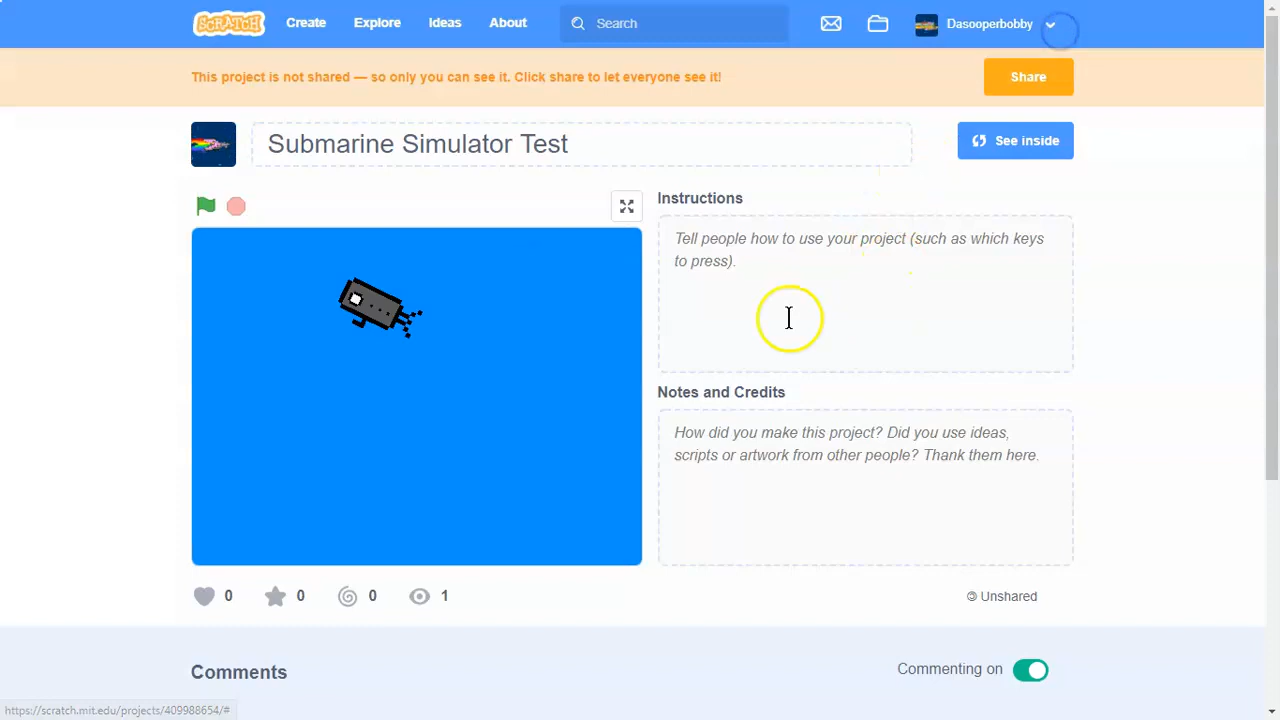 SCRATCH Create Explore Ideas About Search Dasooperbobby
This project is not shared — so only you can see it. Click share to let everyone see it! Share
Submarine Simulator Test See inside
Instructions
Tell people how to use your project (such as which keys
to press).
Notes and Credits
How did you make this project? Did you use ideas,
scripts or artwork from other people? Thank them here.
0 0 0 1 Unshared
Comments Commenting on
https://scratch.mit.edu/projects/409988654/#